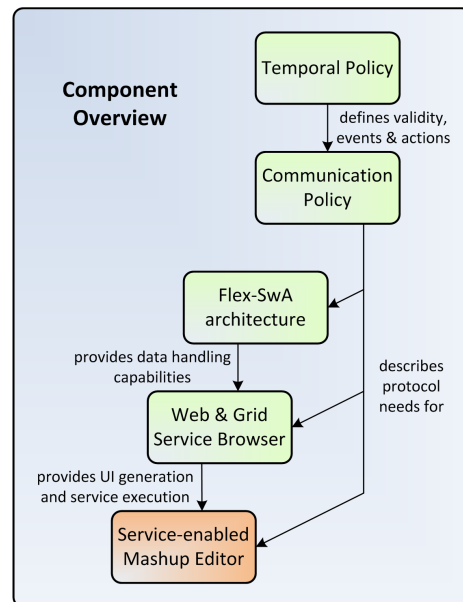 Component
Overview
Temporal Policy
defines validity,
events & actions
Communication
Policy
Flex-SwA
architecture
provides data handling
capabilities
describes
protocol
needs for
Web & Grid
Service Browser
provides UI generation
and service execution
Service-enabled
Mashup Editor